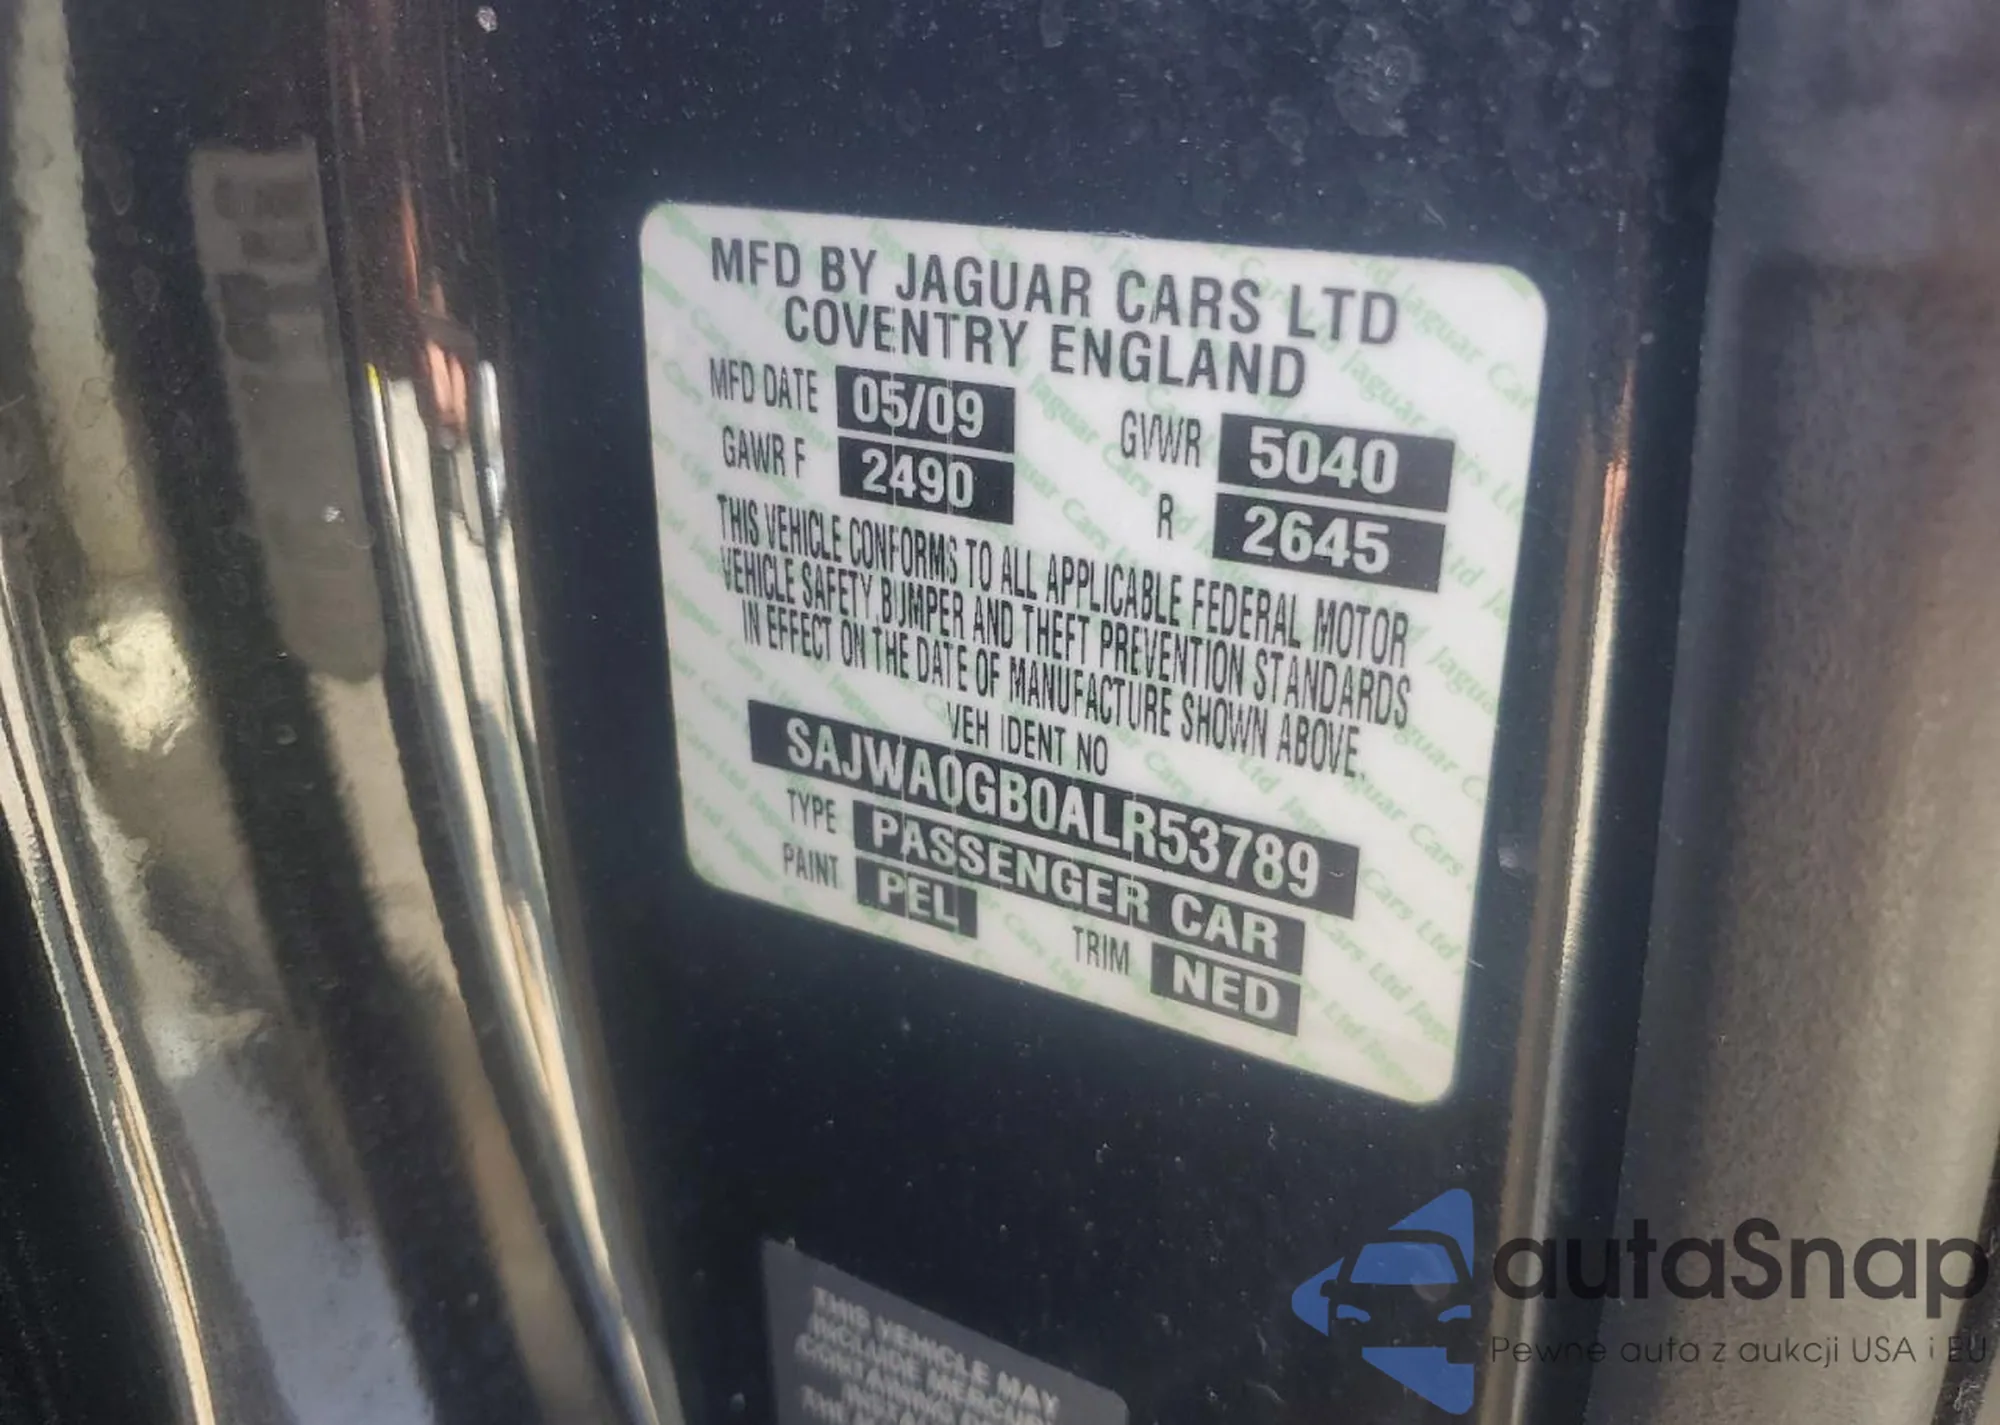 MFD BY JAGUAR CARS LTD
COVENTRY ENGLAND
MFD DATE 05/09 GVWR 5040
GAWR F 2490 R 2645
THIS VEHICLE CONFORMS TO ALL APPLICABLE FEDERAL MOTOR
VEHICLE SAFETY, BUMPER AND THEFT PREVENTION STANDARDS
IN EFFECT ON THE DATE OF MANUFACTURE SHOWN ABOVE.
VEH IDENT NO
SAJWA0GB0ALR53789
TYPE PASSENGER CAR
PAINT PEL TRIM NED
THIS VEHICLE MAY
INCLUDE MERCURY
autaSnap
Pewne auta z aukcji USA i EU